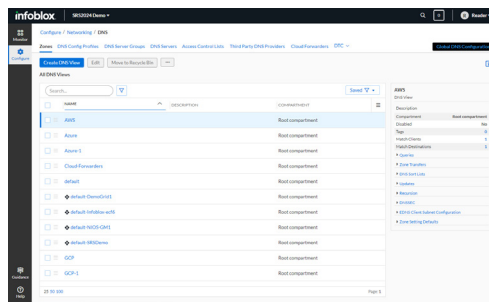 infoblox
SRS2024 Demo
Reader
Monitor
Configure
Guidance
Help
Configure / Networking / DNS
Zones DNS Config Profiles DNS Server Groups DNS Servers Access Control Lists Third Party DNS Providers Cloud Forwarders DTC
Global DNS Configuration
Create DNS View Edit Move to Recycle Bin ...
All DNS Views
Search... Saved
NAME DESCRIPTION COMPARTMENT
AWS Root compartment
Azure Root compartment
Azure-1 Root compartment
Cloud Forwarders Root compartment
default Root compartment
default-DemoGrid1 Root compartment
default-Infoblox-ecf8 Root compartment
default-NIOS-GM1 Root compartment
default-SRSDemo Root compartment
GCP Root compartment
GCP-1 Root compartment
25 50 100 Page 1
AWS
DNS View
Description
Compartment Root compartment
Disabled No
Tags 0
Match Clients
Match Destinations
Queries
Zone Transfers
DNS Sort Lists
Updates
Recursion
DNSSEC
EDNS Client Subnet Configuration
Zone Setting Defaults